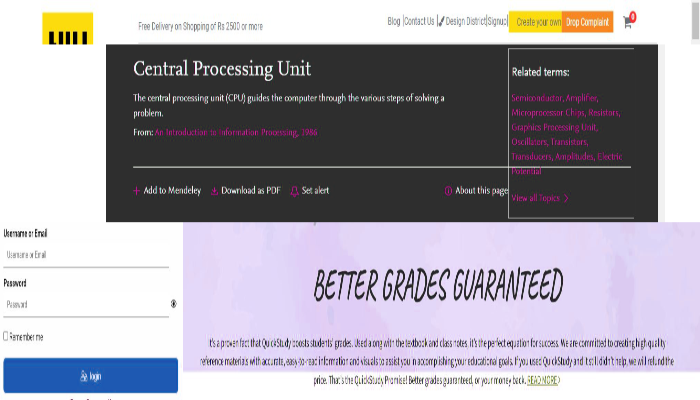 Free Delivery on Shopping of Rs 2500 or more
Blog |Contact Us | Design District|Signup Create your own Drop Complaint 0
Central Processing Unit
The central processing unit (CPU) guides the computer through the various steps of solving a
problem.
From: An Introduction to Information Processing, 1986
Add to Mendeley Download as PDF Set alert About this page
Related terms:
Semiconductor, Amplifier,
Microprocessor Chips, Resistors,
Graphics Processing Unit,
Oscillators, Transistors,
Transducers, Amplitudes, Electric
Potential
View all Topics
Username or Email
Username or Email
Password
Password
Remember me
login
BETTER GRADES GUARANTEED
It's a proven fact that QuickStudy boosts students' grades. Used along with the textbook and class notes, it's the perfect equation for success. We are committed to creating high quality
reference materials with accurate, easy-to-read information and visuals to assist you in accomplishing your educational goals. If you used QuickStudy and it still didn't help, we will refund the
price. That's the QuickStudy Promise! Better grades guaranteed, or your money back. READ MORE